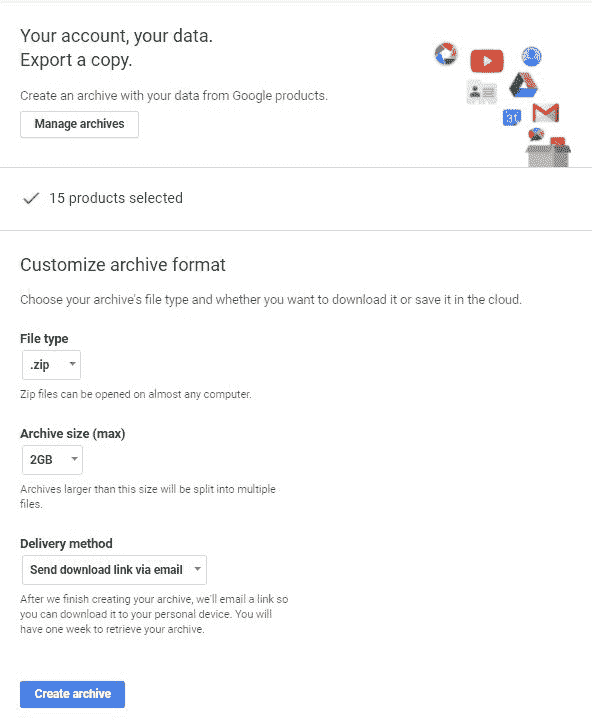 Your account, your data.
Export a copy.
Create an archive with your data from Google products.
Manage archives
31
15 products selected
Customize archive format
Choose your archive's file type and whether you want to download it or save it in the cloud.
File type
.zip
Zip files can be opened on almost any computer.
Archive size (max)
2GB
Archives larger than this size will be split into multiple
files.
Delivery method
Send download link via email
After we finish creating your archive, we'll email a link so
you can download it to your personal device. You will
have one week to retrieve your archive.
Create archive